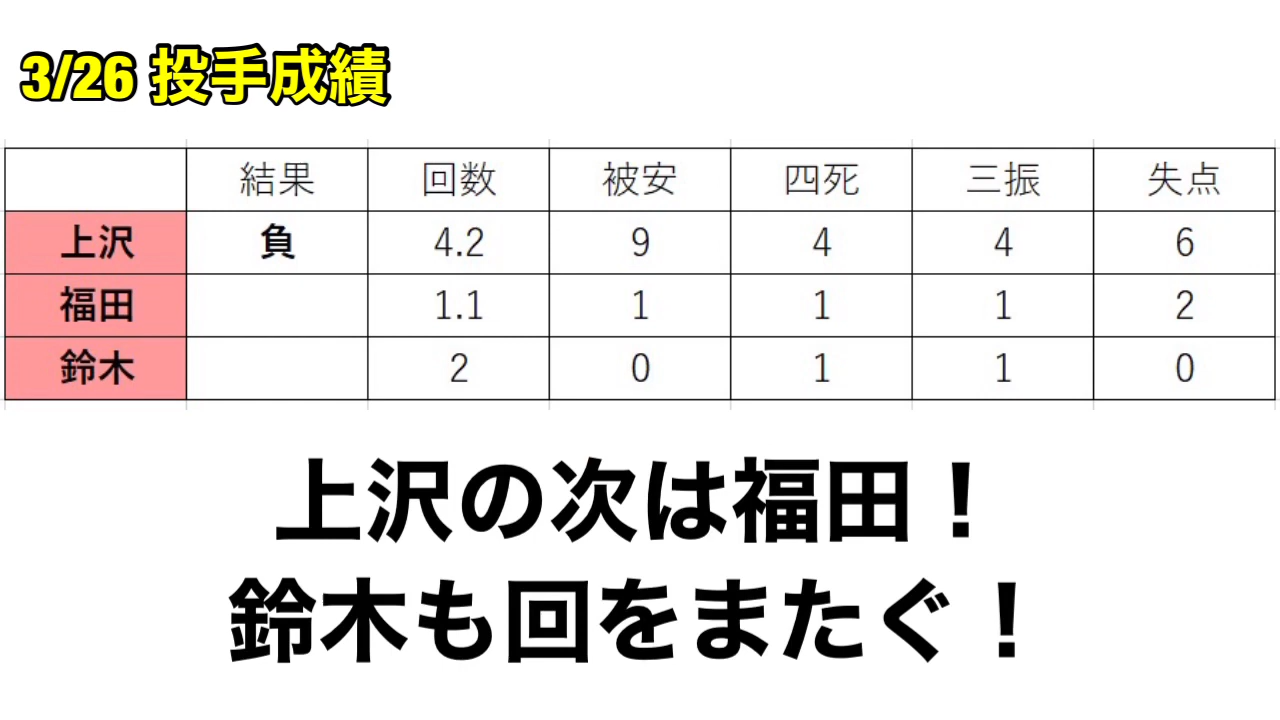 3/26 投手成績
結果 回数 被安 四死 三振 失点
上沢 負 4.2 9 4 4 6
福田 1.1 1 1 1 2
鈴木 2 0 1 1 0
上沢の次は福田！
鈴木も回をまたぐ！